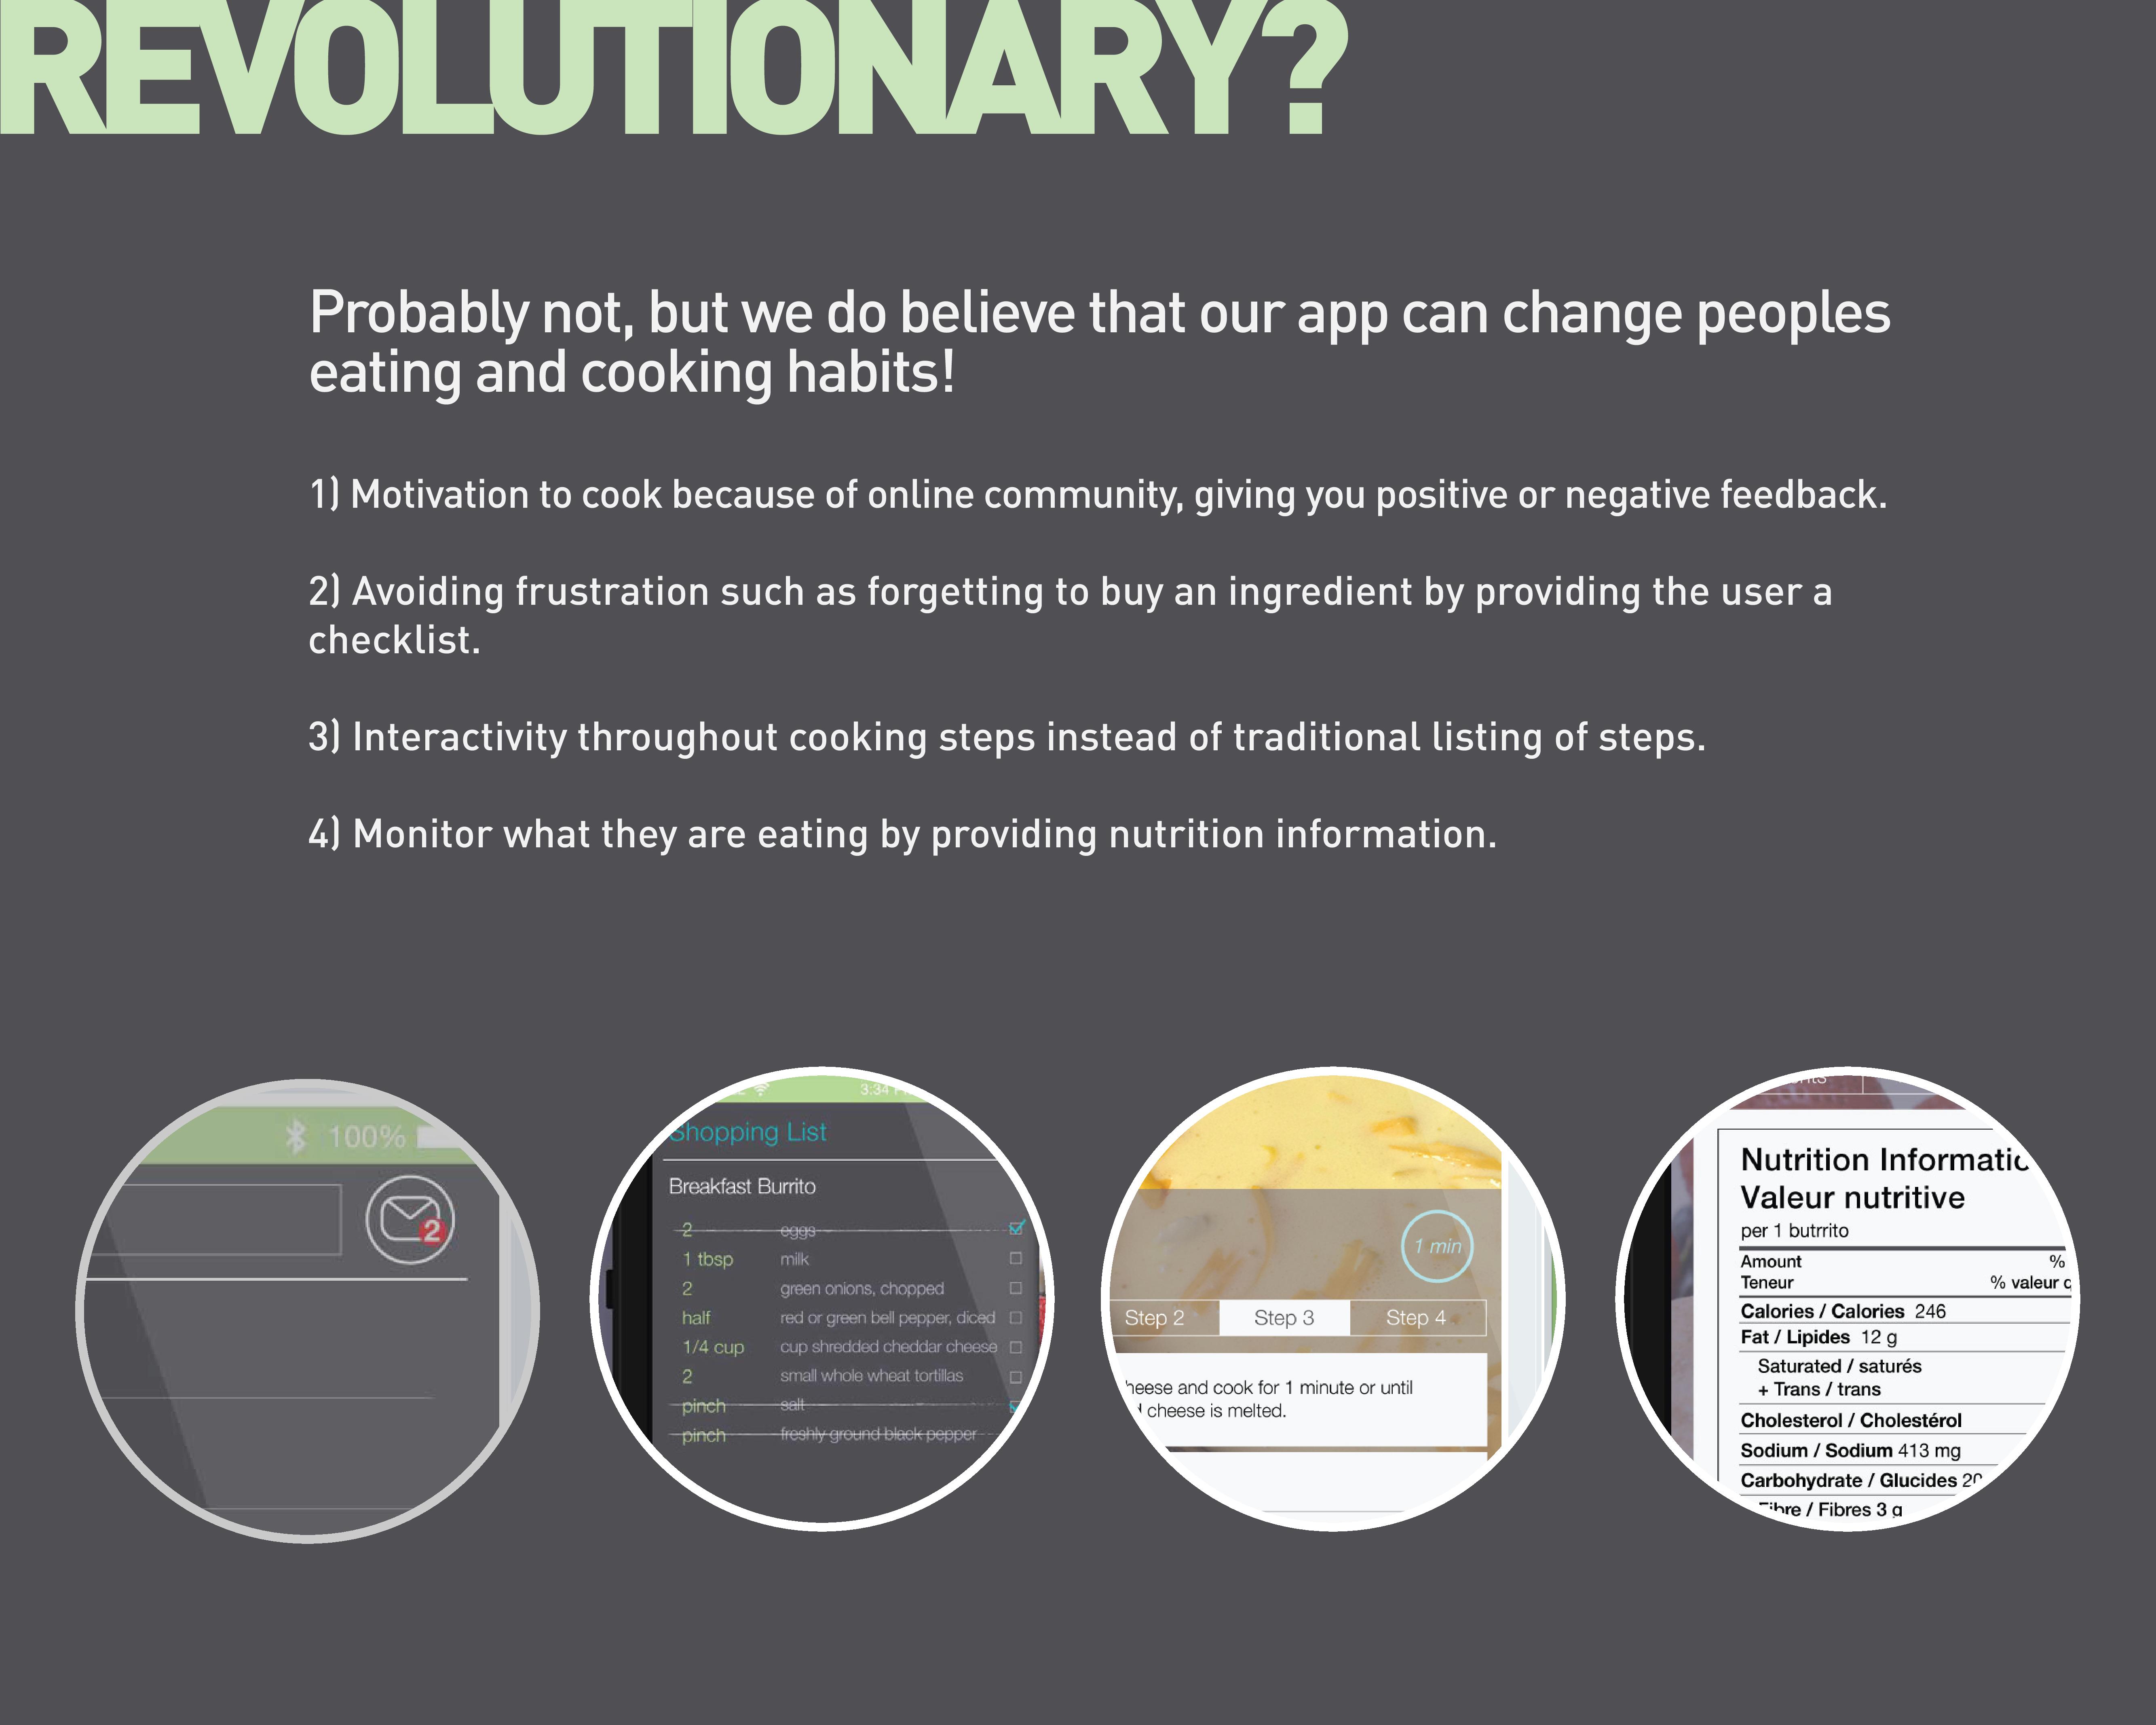 REVOLUTIONARY?
Probably not, but we do believe that our app can change peoples
eating and cooking habits!
1) Motivation to cook because of online community, giving you positive or negative feedback.
2) Avoiding frustration such as forgetting to buy an ingredient by providing the user a
checklist.
3) Interactivity throughout cooking steps instead of traditional listing of steps.
4) Monitor what they are eating by providing nutrition information.
100%
2
3:34
Shopping List
Breakfast Burrito
2 eggs
1 tbsp milk
2 green onions, chopped
half red or green bell pepper, diced
1/4 cup cup shredded cheddar cheese
2 small whole wheat tortillas
pinch salt
pinch freshly ground black pepper
1 min
Step 2 Step 3 Step 4
heese and cook for 1 minute or until
cheese is melted.
Nutrition Informatio
Valeur nutritive
per 1 butrrito
Amount %
Teneur % valeur q
Calories / Calories 246
Fat / Lipides 12 g
Saturated / saturés
+ Trans / trans
Cholesterol / Cholestérol
Sodium / Sodium 413 mg
Carbohydrate / Glucides 20
Fibre / Fibres 3 g